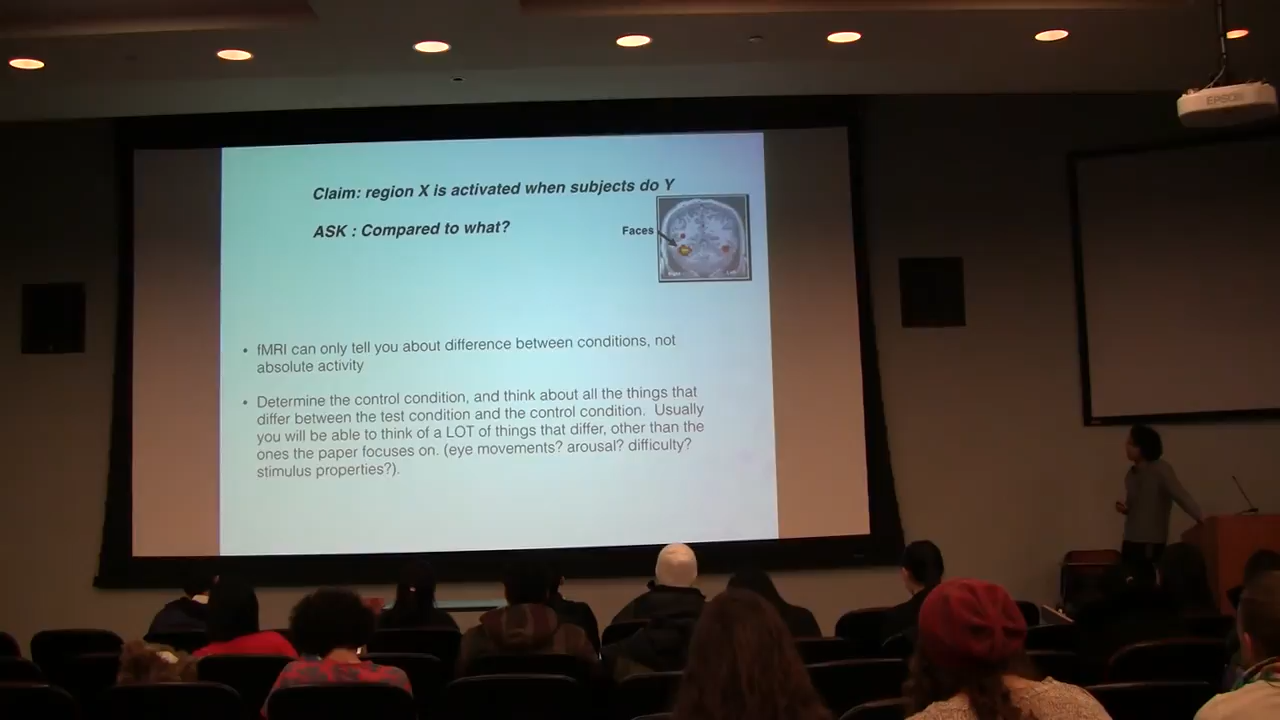 Claim: region X is activated when subjects do Y
ASK : Compared to what?
Faces
• fMRI can only tell you about difference between conditions, not
absolute activity
• Determine the control condition, and think about all the things that
differ between the test condition and the control condition. Usually
you will be able to think of a LOT of things that differ, other than the
ones the paper focuses on. (eye movements? arousal? difficulty?
stimulus properties?).
EPSON